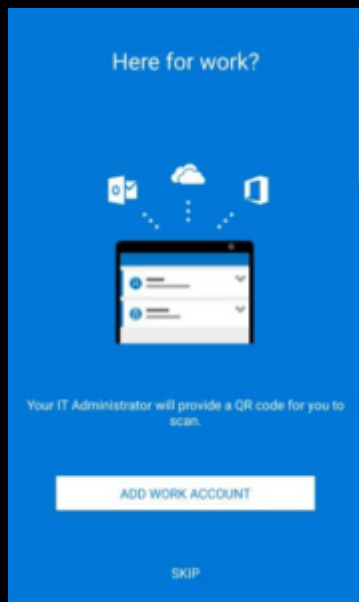 Here for work?
Your IT Administrator will provide a QR code for you to
scan.
ADD WORK ACCOUNT
SKIP